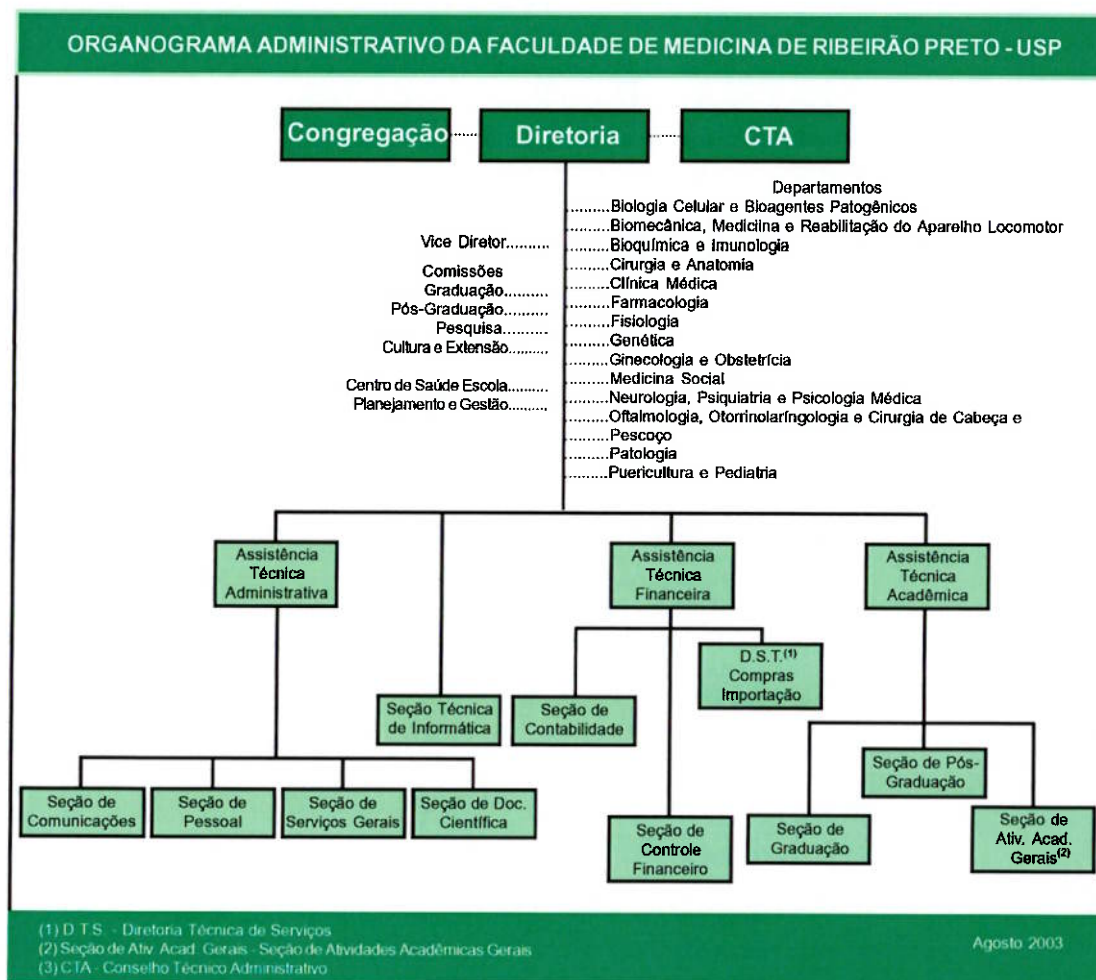 ORGANOGRAMA ADMINISTRATIVO DA FACULDADE DE MEDICINA DE RIBEIRÃO PRETO - USP
Congregação
Diretoria
CTA
Departamentos
Biologia Celular e Bioagentes Patogênicos
Biomecânica, Medicina e Reabilitação do Aparelho Locomotor
Bioquímica e Imunologia
Cirurgia e Anatomia
Clínica Médica
Farmacologia
Fisiologia
Genética
Ginecologia e Obstetrícia
Medicina Social
Neurologia, Psiquiatria e Psicologia Médica
Oftalmologia, Otorrinolaríngologia e Cirurgia de Cabeça e
Pescoço
Patologia
Puericultura e Pediatria
Vice Diretor
Comissões
Graduação
Pós-Graduação
Pesquisa
Cultura e Extensão
Centro de Saúde Escola
Planejamento e Gestão
Assistência
Técnica
Administrativa
Assistência
Técnica
Financeira
Assistência
Técnica
Acadêmica
Seção Técnica
de Informática
Seção de
Contabilidade
D.S.T.(1)
Compras
Importação
Seção de
Comunicações
Seção de
Pessoal
Seção de
Serviços Gerais
Seção de Doc.
Científica
Seção de
Controle
Financeiro
Seção de
Graduação
Seção de Pós-
Graduação
Seção de
Ativ. Acad.
Gerais(2)
(1) D.T.S. - Diretoria Técnica de Serviços
(2) Seção de Ativ. Acad. Gerais - Seção de Atividades Acadêmicas Gerais
(3) CTA - Conselho Técnico Administrativo
Agosto 2003